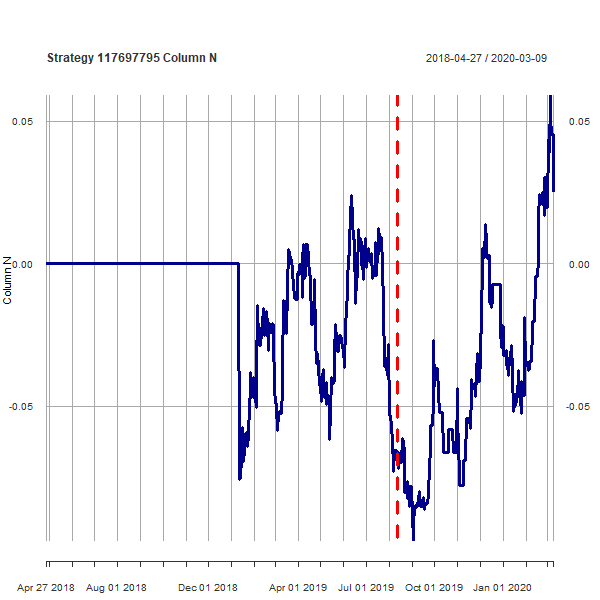 Strategy 117697795 Column N
2018-04-27 / 2020-03-09
0.05
0.05
0.00
0.00
-0.05
-0.05
Column N
Apr 27 2018
Aug 01 2018
Dec 01 2018
Apr 01 2019
Jul 01 2019
Oct 01 2019
Jan 01 2020